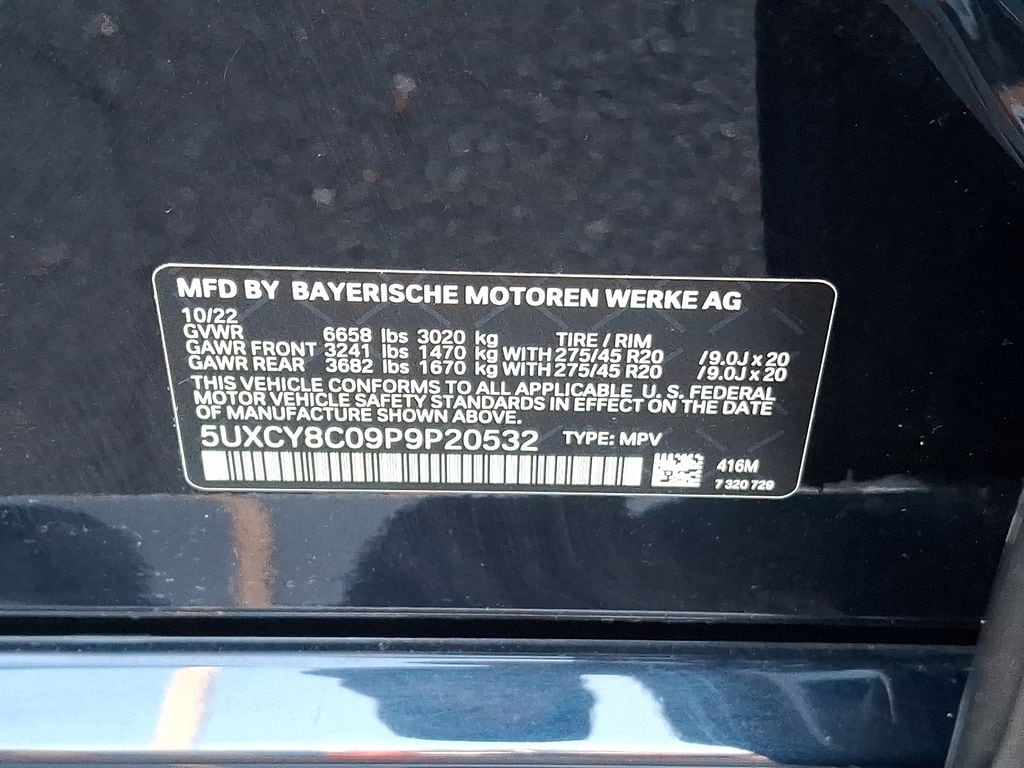 MFD BY BAYERISCHE MOTOREN WERKE AG
10/22
GVWR 6658 lbs 3020 kg TIRE / RIM
GAWR FRONT 3241 lbs 1470 kg WITH 275/45 R20 /9.0J x 20
GAWR REAR 3682 lbs 1670 kg WITH 275/45 R20 /9.0J x 20
THIS VEHICLE CONFORMS TO ALL APPLICABLE U. S. FEDERAL
MOTOR VEHICLE SAFETY STANDARDS IN EFFECT ON THE DATE
OF MANUFACTURE SHOWN ABOVE.
5UXCY8C09P9P20532 TYPE: MPV
416M
7 320 729